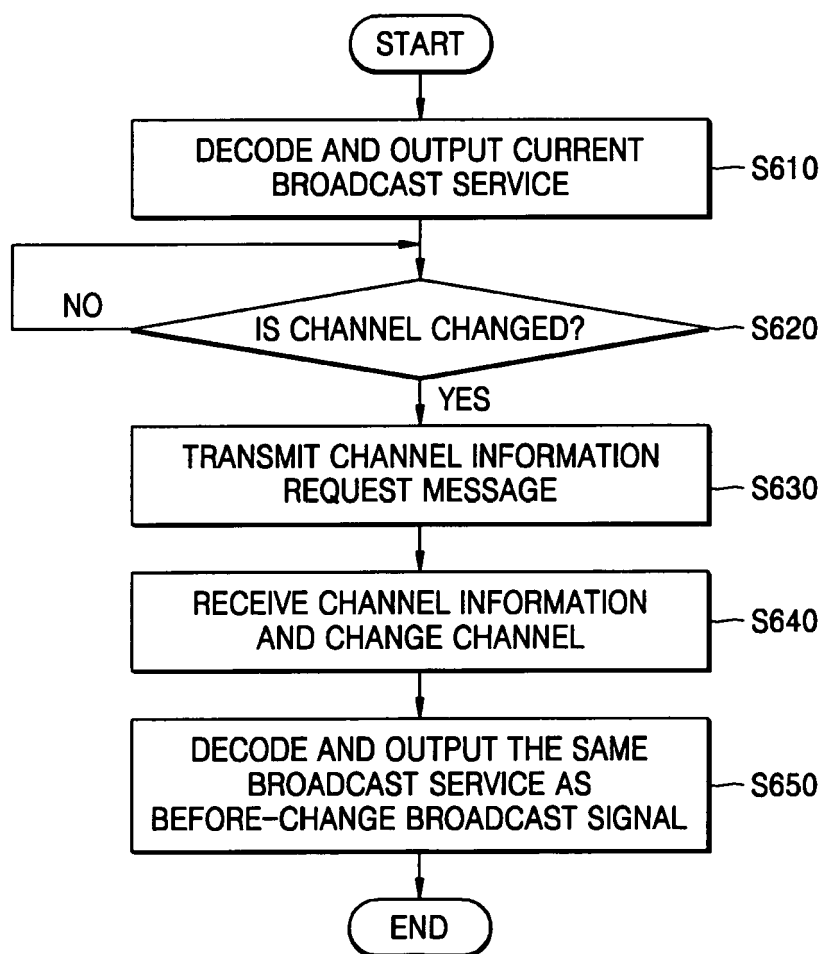 START
DECODE AND OUTPUT CURRENT
BROADCAST SERVICE
S610
NO
IS CHANNEL CHANGED?
S620
YES
TRANSMIT CHANNEL INFORMATION
REQUEST MESSAGE
S630
RECEIVE CHANNEL INFORMATION
AND CHANGE CHANNEL
S640
DECODE AND OUTPUT THE SAME
BROADCAST SERVICE AS
BEFORE-CHANGE BROADCAST SIGNAL
S650
END